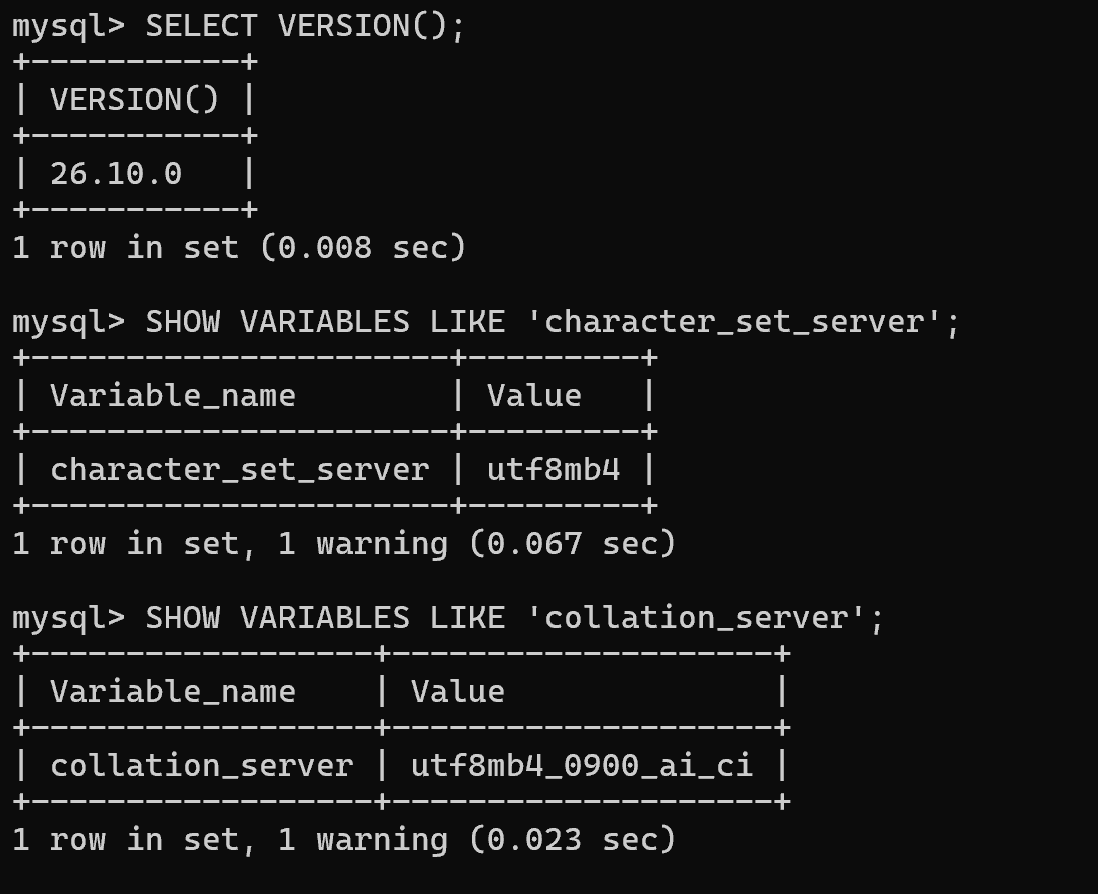 mysql> SELECT VERSION();
+-----------+
| VERSION() |
+-----------+
| 26.10.0   |
+-----------+
1 row in set (0.008 sec)

mysql> SHOW VARIABLES LIKE 'character_set_server';
+----------------------+---------+
| Variable_name        | Value   |
+----------------------+---------+
| character_set_server | utf8mb4 |
+----------------------+---------+
1 row in set, 1 warning (0.067 sec)

mysql> SHOW VARIABLES LIKE 'collation_server';
+------------------+--------------------+
| Variable_name    | Value              |
+------------------+--------------------+
| collation_server | utf8mb4_0900_ai_ci |
+------------------+--------------------+
1 row in set, 1 warning (0.023 sec)